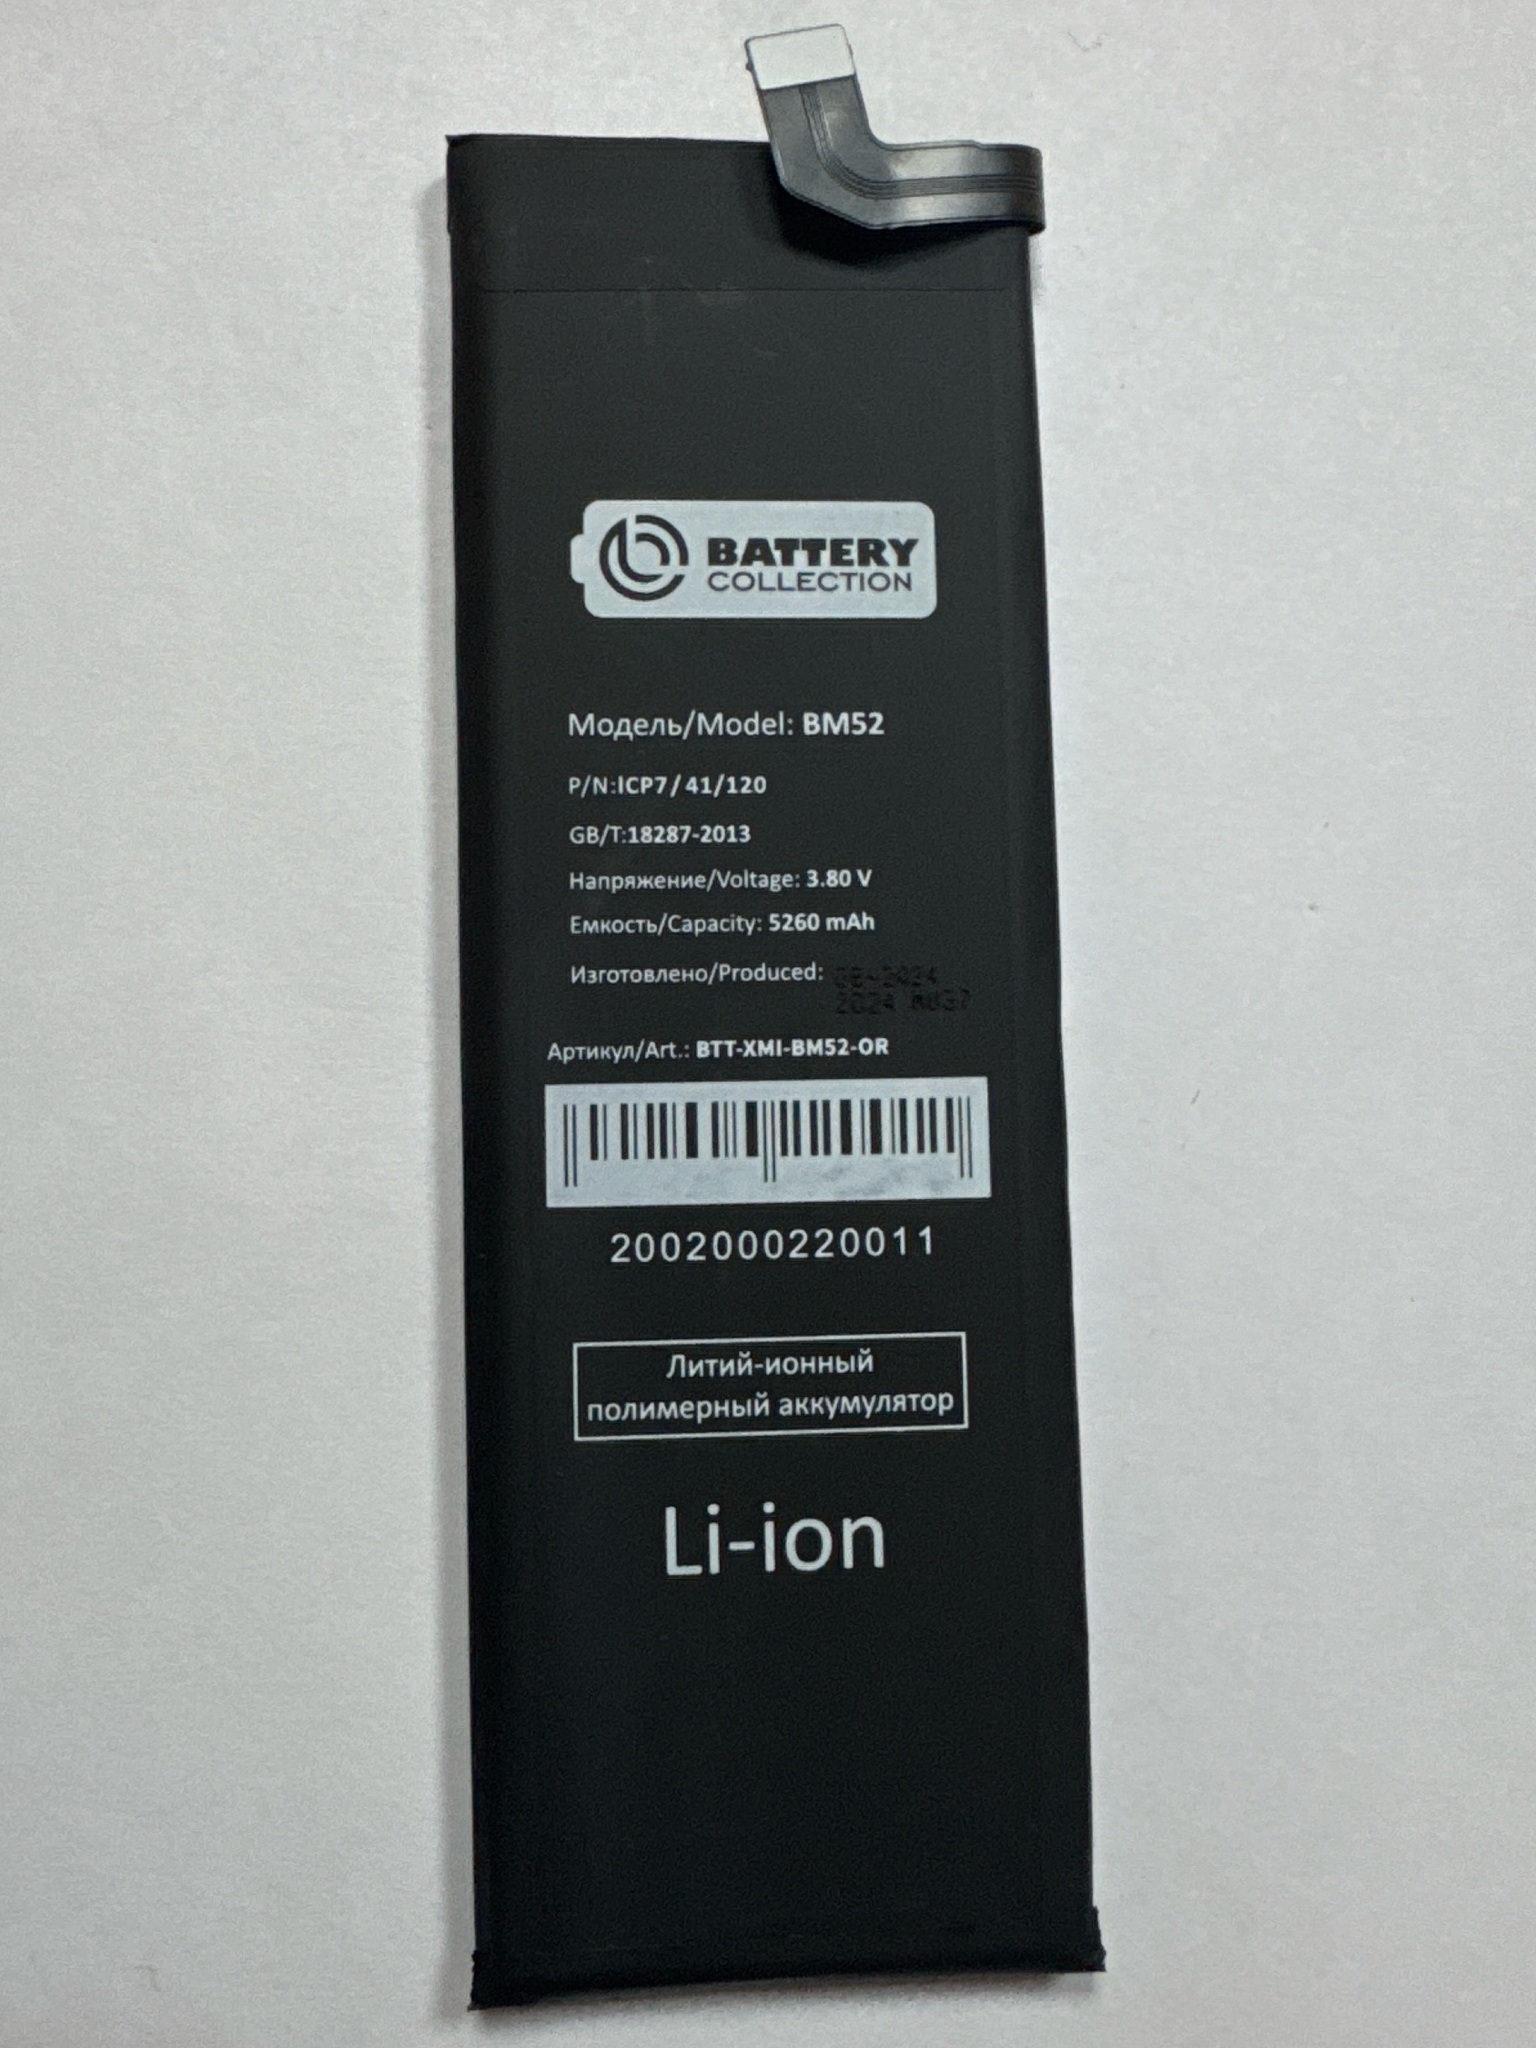 BATTERY
COLLECTION
Модель/Model: BM52
P/N:ICP7/41/120
GB/T:18287-2013
Напряжение/Voltage: 3.80 V
Емкость/Capacity: 5260 mAh
Изготовлено/Produced:
2024
Артикул/Art.: BTT-XMI-BM52-OR
2002000220011
Литий-ионный
полимерный аккумулятор
Li-ion